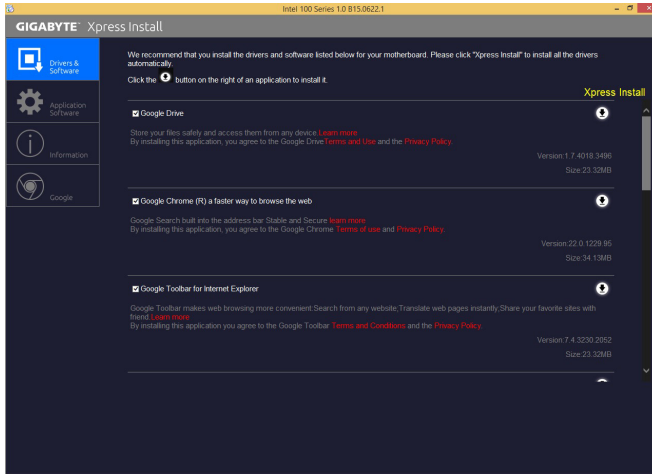 Intel 100 Series 1.0 B15.0622.1
GIGABYTE™ Xpress Install
Drivers &
Software
Application
Software
Information
Google
We recommend that you install the drivers and software listed below for your motherboard. Please click "Xpress Install" to install all the drivers
automatically.
Click the button on the right of an application to install it.
Xpress Install
Google Drive
Store your files safely and access them from any device.Learn more
By installing this application, you agree to the Google DriveTerms and Use and the Privacy Policy.
Version:1.7.4018.3496
Size:23.32MB
Google Chrome (R) a faster way to browse the web
Google Search built into the address bar Stable and Secure learn more
By installing this application, you agree to the Google Chrome Terms of use and Privacy Policy.
Version:22.0.1229.95
Size:34.13MB
Google Toolbar for Internet Explorer
Google Toolbar makes web browsing more convenient:Search from any website;Translate web pages instantly;Share your favorite sites with
friend.Learn more
By installing this application you agree to the Google Toolbar Terms and Conditions and the Privacy Policy.
Version:7.4.3230.2052
Size:23.32MB